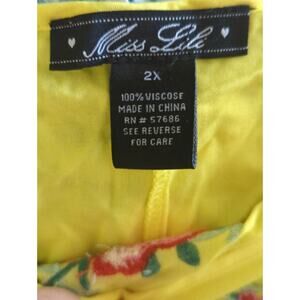 Miss Lili
2X
100% VISCOSE
MADE IN CHINA
RN # 57686
SEE REVERSE
FOR CARE